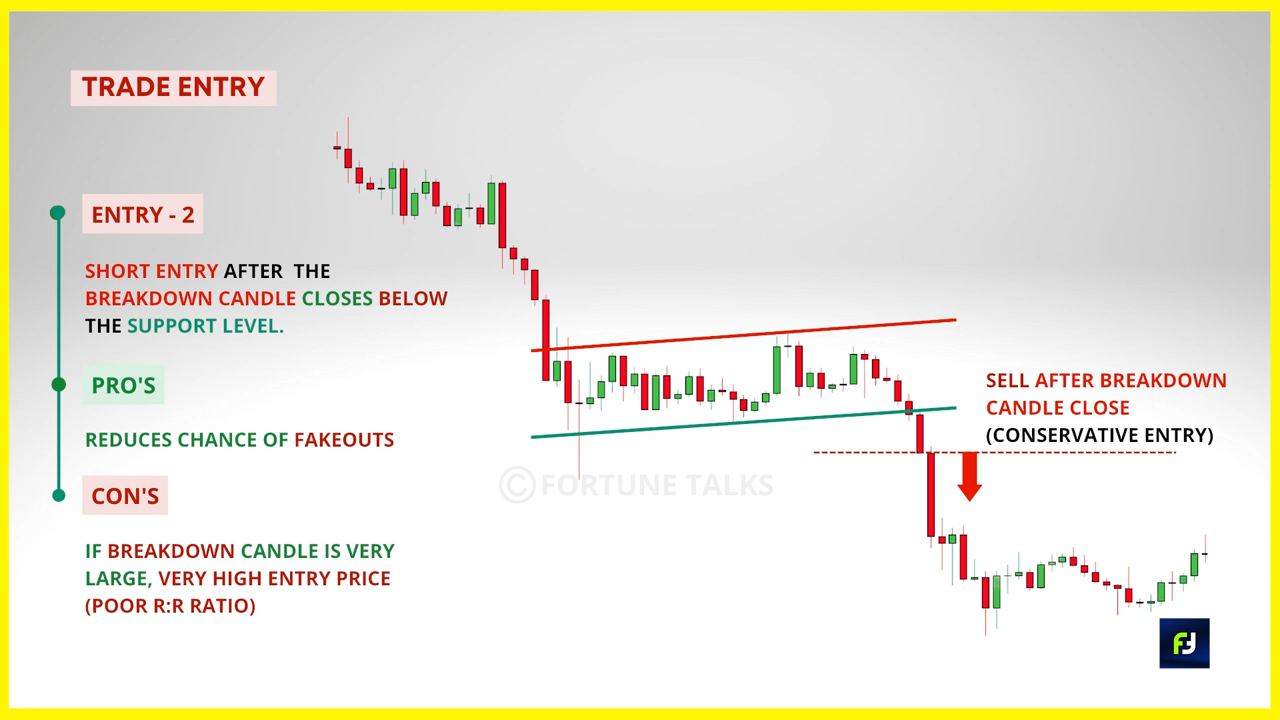 TRADE ENTRY
ENTRY - 2
SHORT ENTRY AFTER THE
BREAKDOWN CANDLE CLOSES BELOW
THE SUPPORT LEVEL.
PRO'S
REDUCES CHANCE OF FAKEOUTS
CON'S
IF BREAKDOWN CANDLE IS VERY
LARGE, VERY HIGH ENTRY PRICE
(POOR R:R RATIO)
SELL AFTER BREAKDOWN
CANDLE CLOSE
(CONSERVATIVE ENTRY)
© FORTUNE TALKS